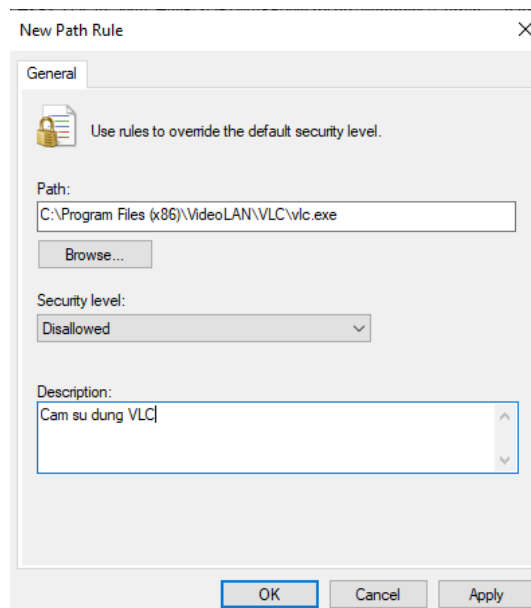 New Path Rule
General
Use rules to override the default security level.
Path:
C:\Program Files (x86)\VideoLAN\VLC\vlc.exe
Browse...
Security level:
Disallowed
Description:
Cam su dung VLC
OK
Cancel
Apply